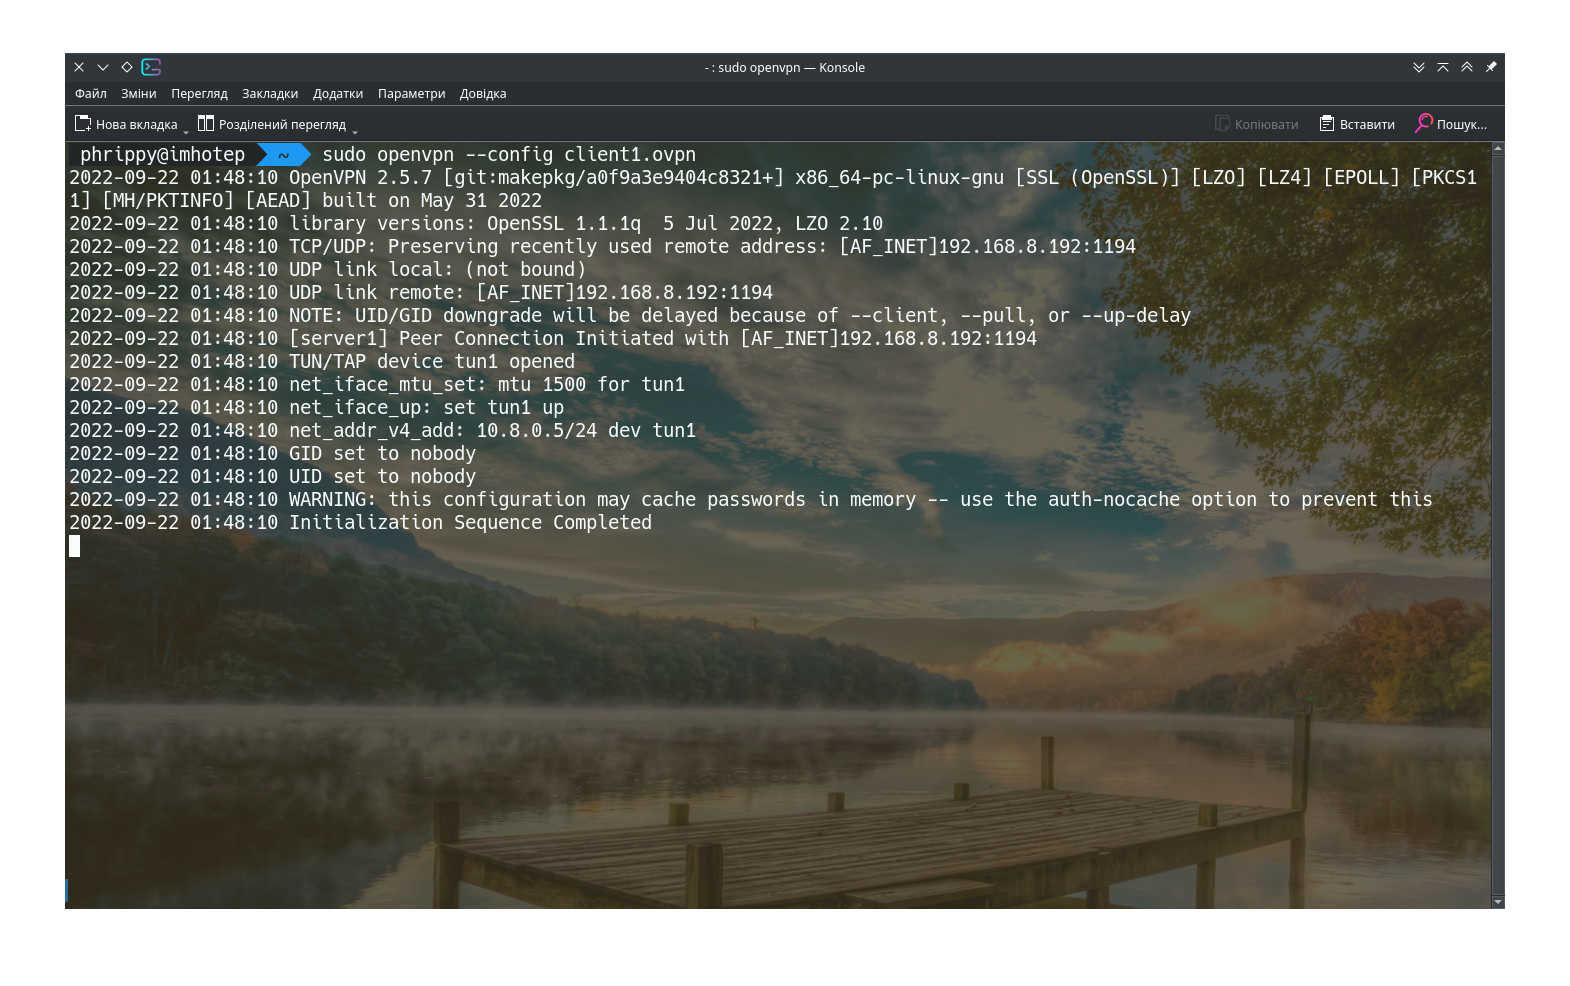 - : sudo openvpn — Konsole
Файл Зміни Перегляд Закладки Додатки Параметри Довідка
Нова вкладка Розділений перегляд Копіювати Вставити Пошук...
phrippy@imhotep ~ sudo openvpn --config client1.ovpn
2022-09-22 01:48:10 OpenVPN 2.5.7 [git:makepkg/a0f9a3e9404c8321+] x86_64-pc-linux-gnu [SSL (OpenSSL)] [LZO] [LZ4] [EPOLL] [PKCS1
1] [MH/PKTINFO] [AEAD] built on May 31 2022
2022-09-22 01:48:10 library versions: OpenSSL 1.1.1q  5 Jul 2022, LZO 2.10
2022-09-22 01:48:10 TCP/UDP: Preserving recently used remote address: [AF_INET]192.168.8.192:1194
2022-09-22 01:48:10 UDP link local: (not bound)
2022-09-22 01:48:10 UDP link remote: [AF_INET]192.168.8.192:1194
2022-09-22 01:48:10 NOTE: UID/GID downgrade will be delayed because of --client, --pull, or --up-delay
2022-09-22 01:48:10 [server1] Peer Connection Initiated with [AF_INET]192.168.8.192:1194
2022-09-22 01:48:10 TUN/TAP device tun1 opened
2022-09-22 01:48:10 net_iface_mtu_set: mtu 1500 for tun1
2022-09-22 01:48:10 net_iface_up: set tun1 up
2022-09-22 01:48:10 net_addr_v4_add: 10.8.0.5/24 dev tun1
2022-09-22 01:48:10 GID set to nobody
2022-09-22 01:48:10 UID set to nobody
2022-09-22 01:48:10 WARNING: this configuration may cache passwords in memory -- use the auth-nocache option to prevent this
2022-09-22 01:48:10 Initialization Sequence Completed